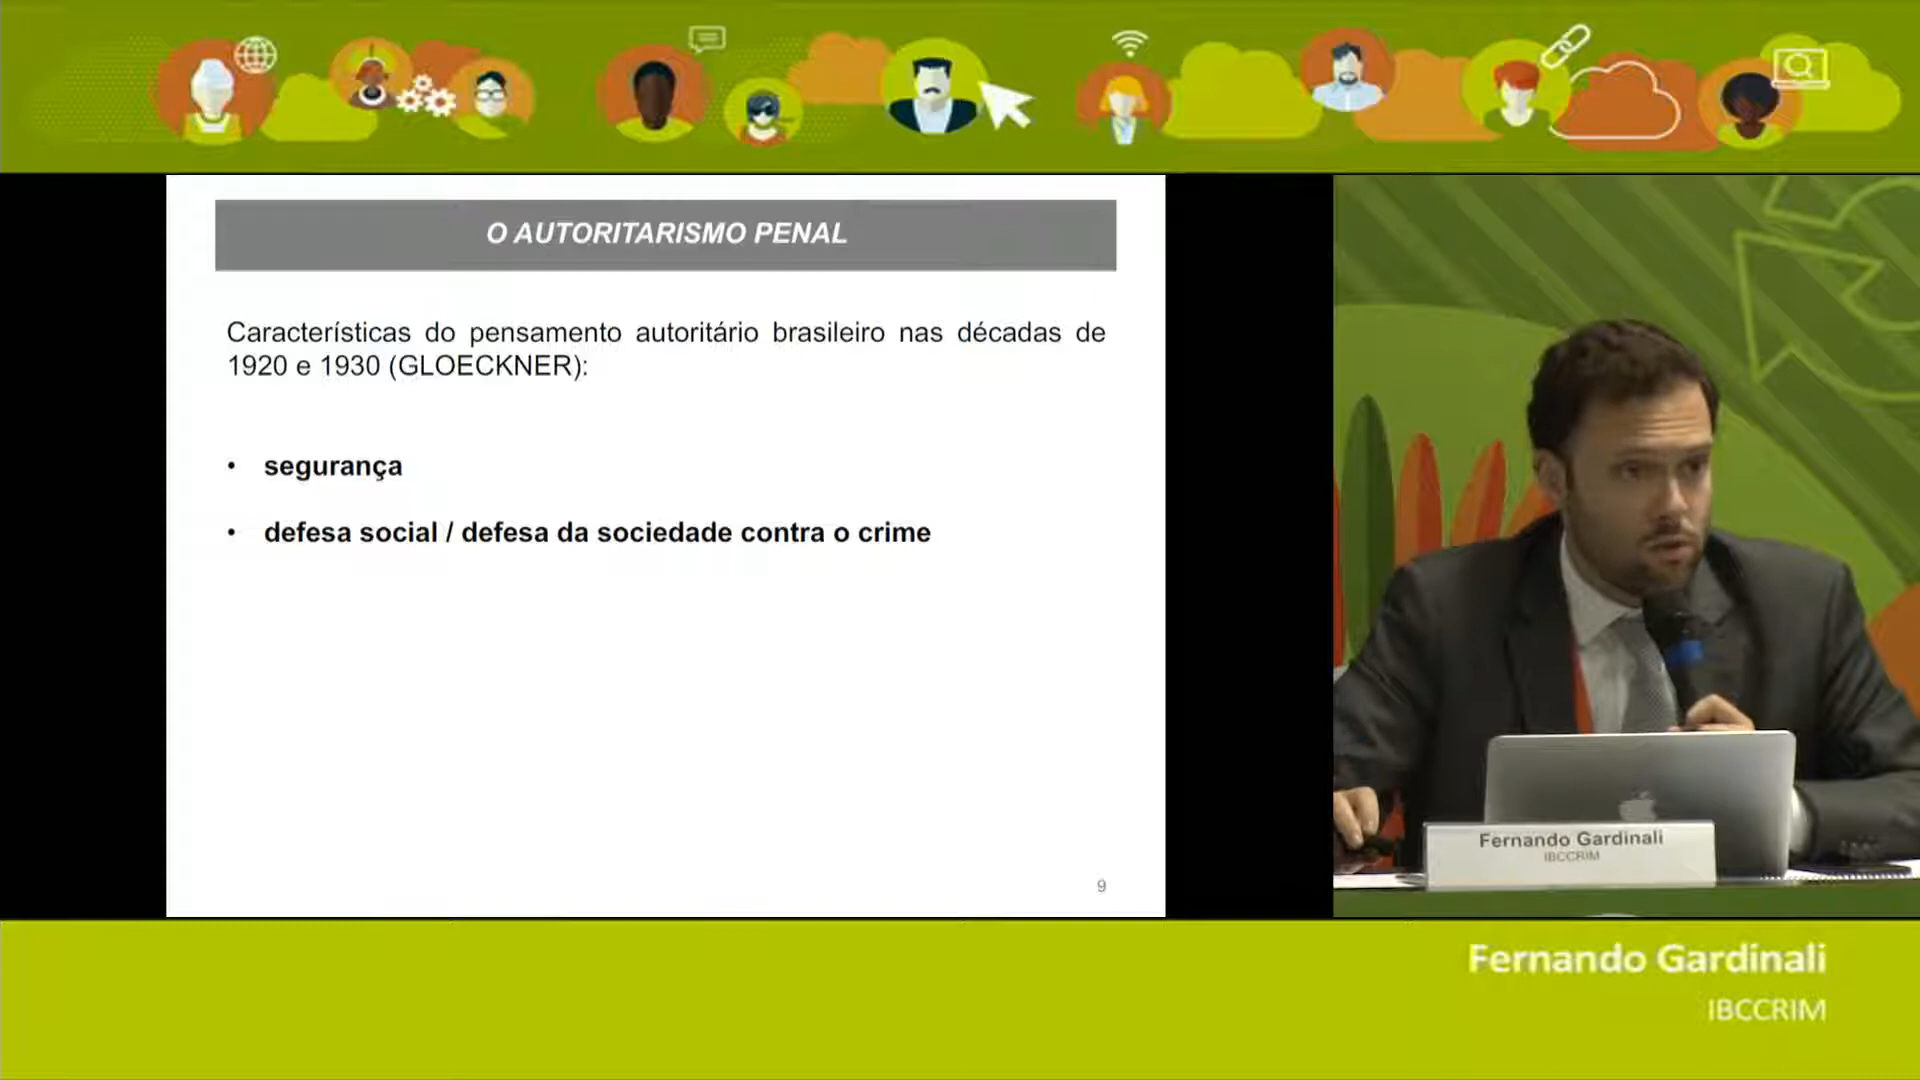 O AUTORITARISMO PENAL
Características do pensamento autoritário brasileiro nas décadas de
1920 e 1930 (GLOECKNER):
• segurança
• defesa social / defesa da sociedade contra o crime
9
Fernando Gardinali
IBCCRIM
Fernando Gardinali
IBCCRIM